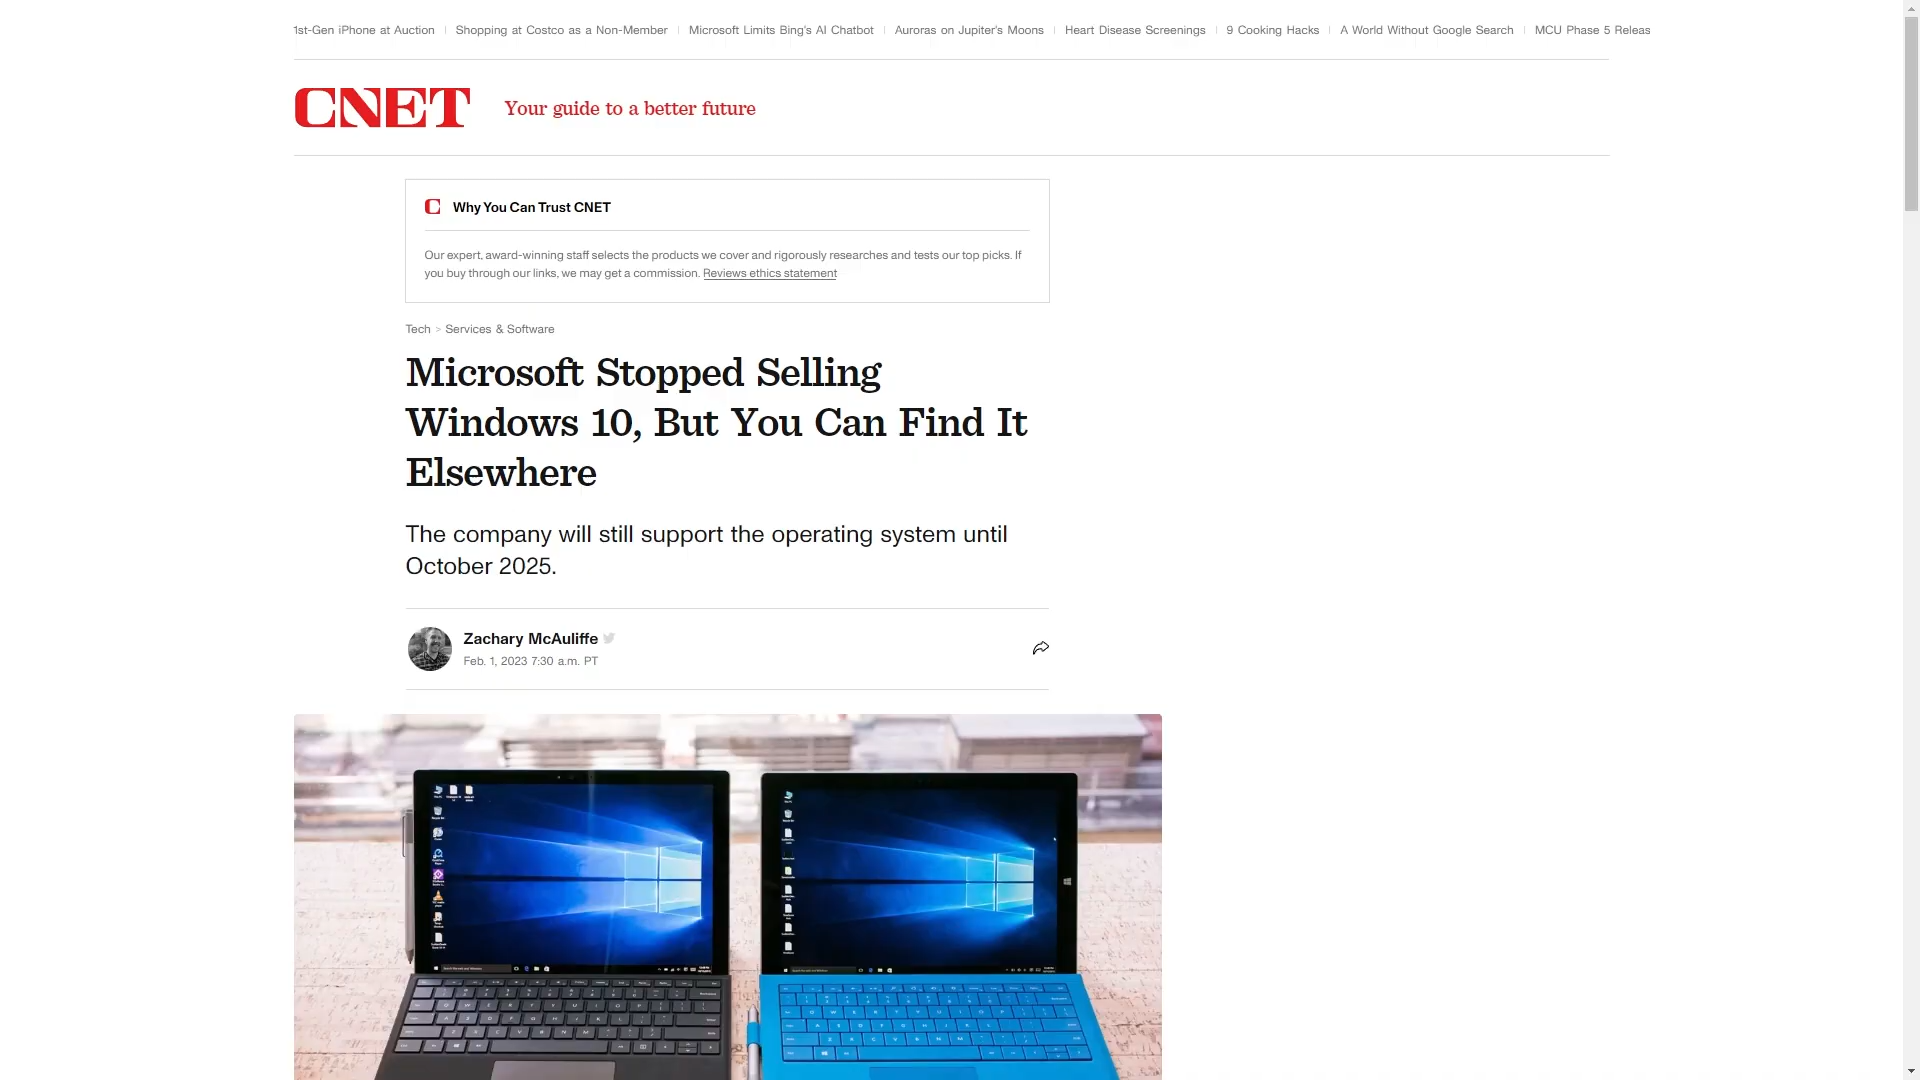 1st-Gen iPhone at Auction
Shopping at Costco as a Non-Member
Microsoft Limits Bing's AI Chatbot
Auroras on Jupiter's Moons
Heart Disease Screenings
9 Cooking Hacks
A World Without Google Search
MCU Phase 5 Releas
CNET
Your guide to a better future
Why You Can Trust CNET
Our expert, award-winning staff selects the products we cover and rigorously researches and tests our top picks. If
you buy through our links, we may get a commission. Reviews ethics statement
Tech > Services & Software
Microsoft Stopped Selling
Windows 10, But You Can Find It
Elsewhere
The company will still support the operating system until
October 2025.
Zachary McAuliffe
Feb. 1, 2023 7:30 a.m. PT